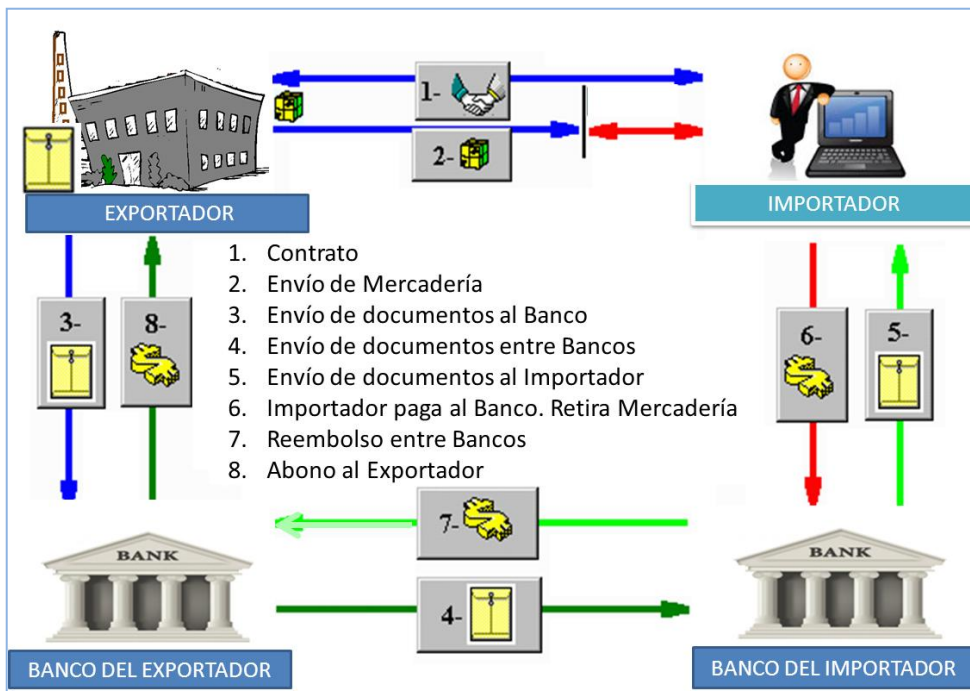 1-
2-
EXPORTADOR
IMPORTADOR
1. Contrato
2. Envío de Mercadería
3. Envío de documentos al Banco
4. Envío de documentos entre Bancos
5. Envío de documentos al Importador
6. Importador paga al Banco. Retira Mercadería
7. Reembolso entre Bancos
8. Abono al Exportador
3-
8-
6-
5-
7-
4-
BANK
BANK
BANCO DEL EXPORTADOR
BANCO DEL IMPORTADOR